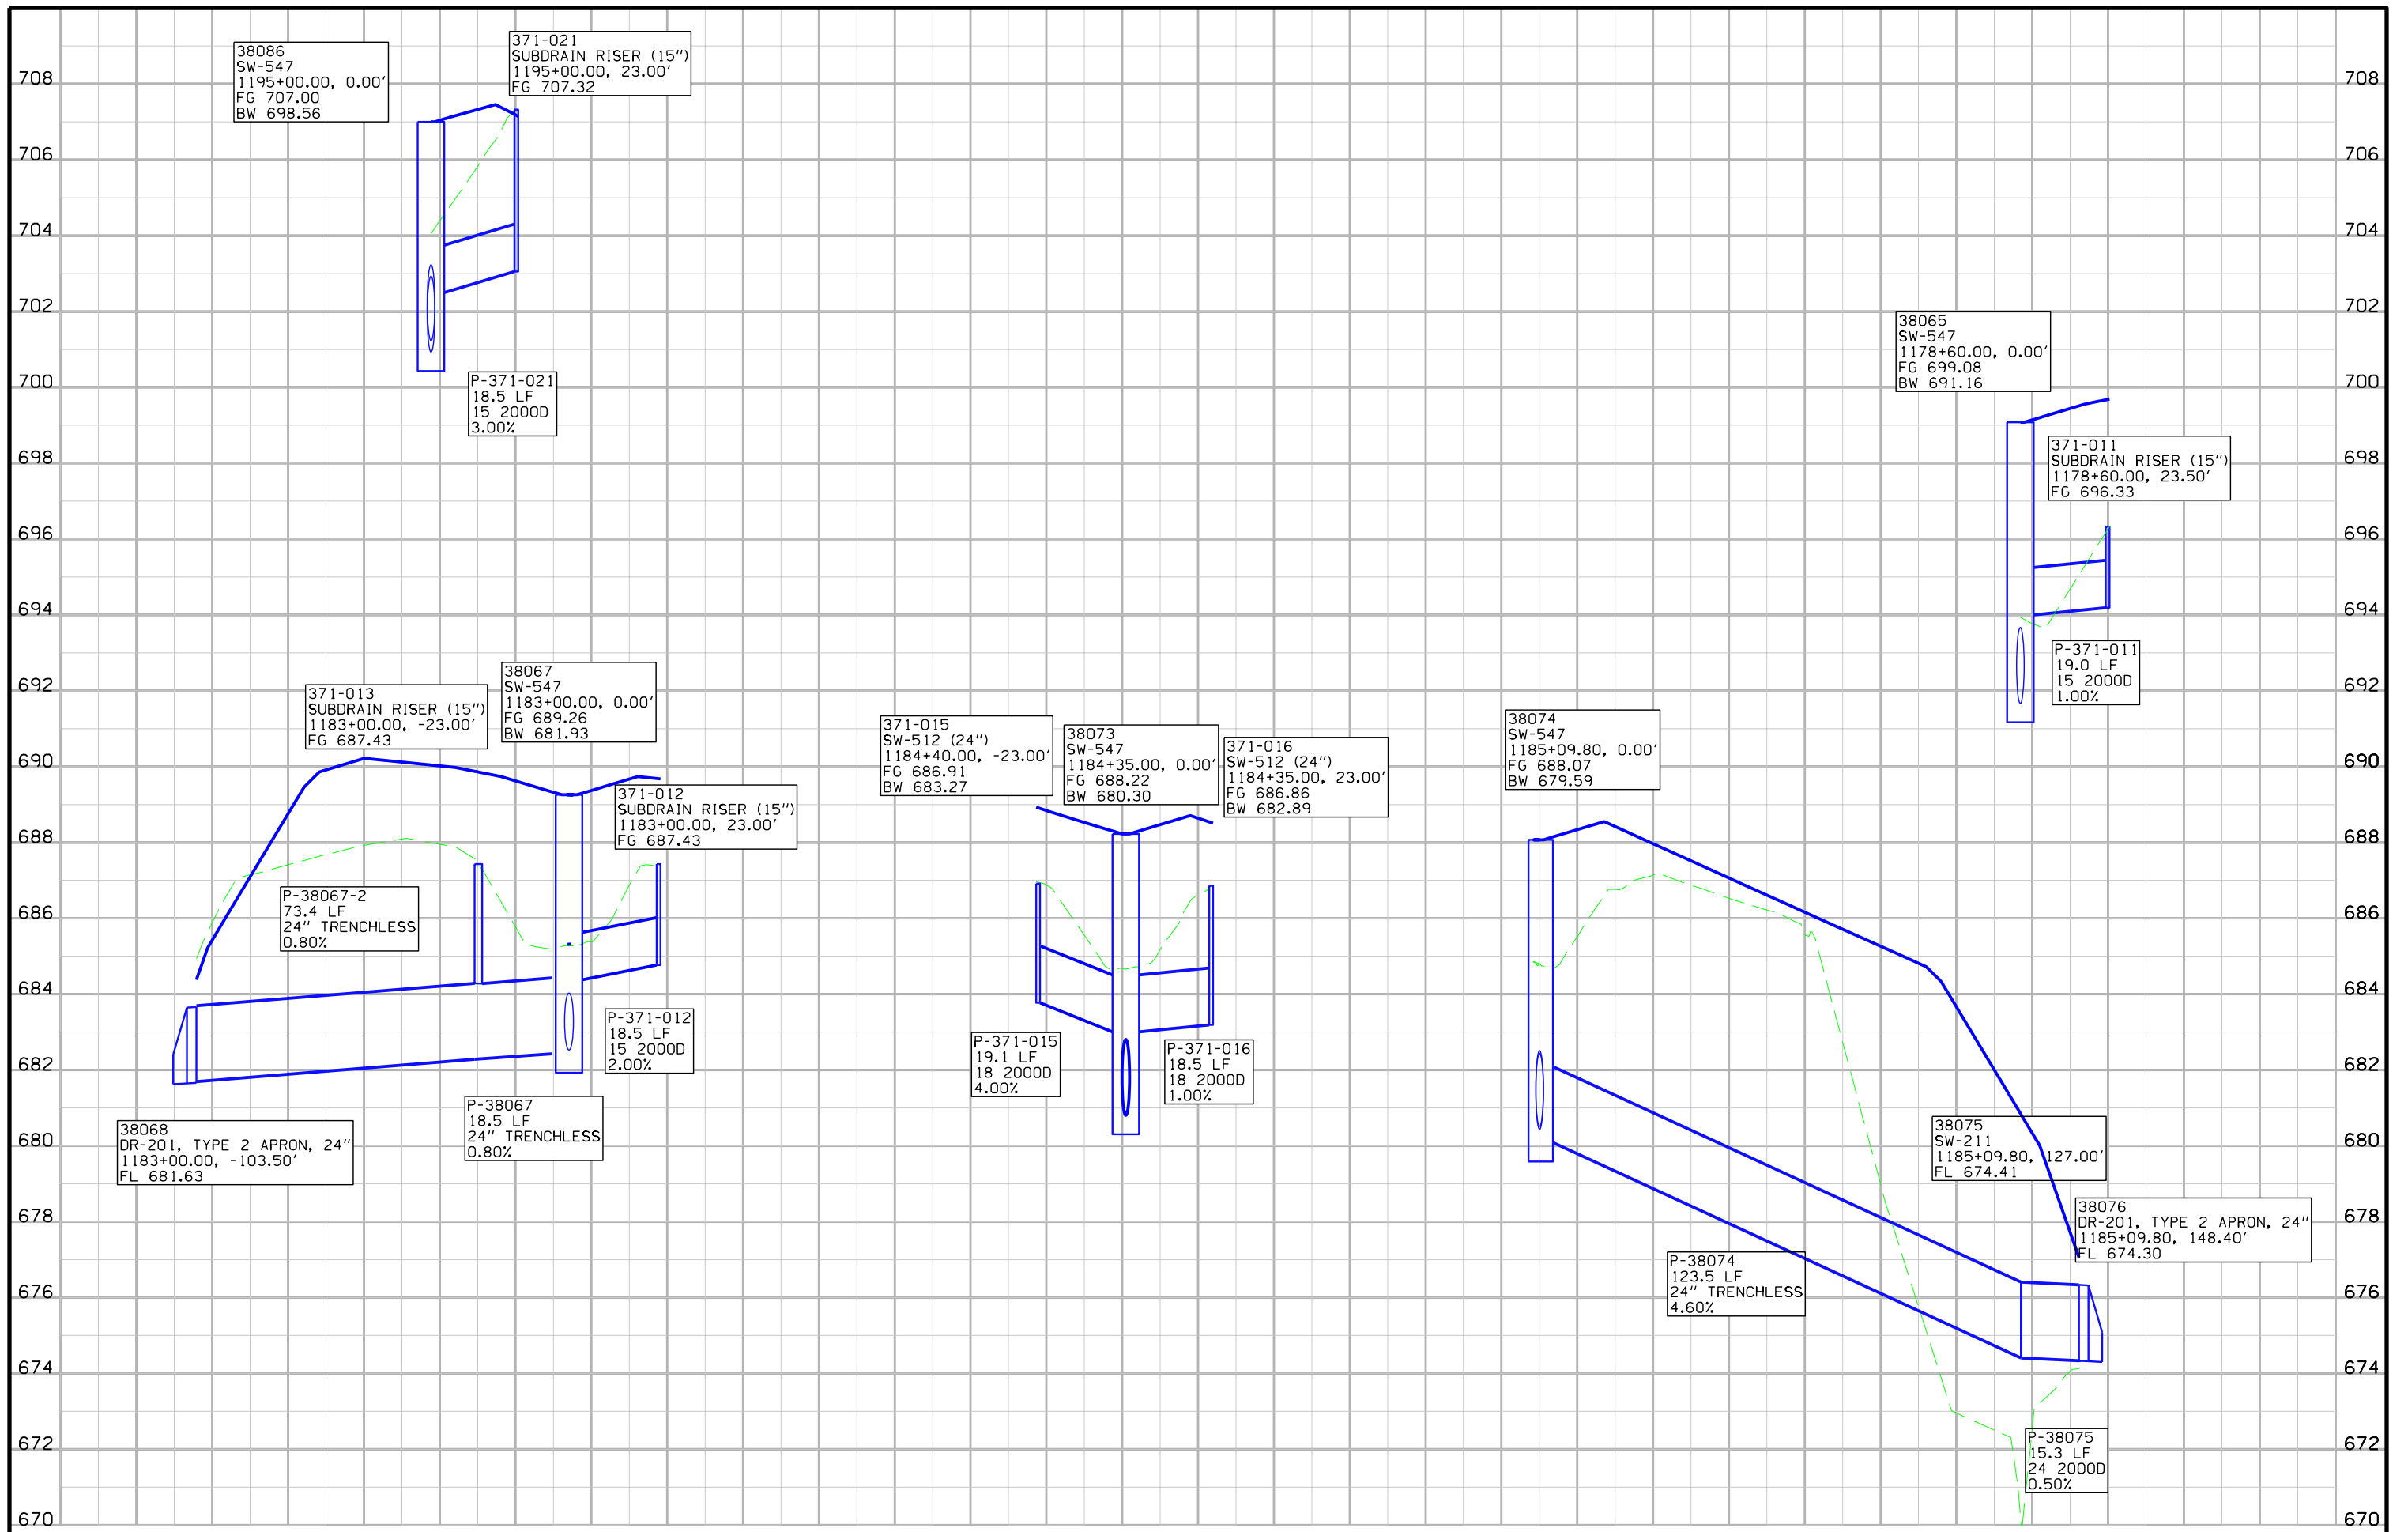 38086
SW-547
1195+00.00, 0.00'
FG 707.00
BW 698.56
371-021
SUBDRAIN RISER (15")
1195+00.00, 23.00'
FG 707.32
P-371-021
18.5 LF
15 2000D
3.00%
38065
SW-547
1178+60.00, 0.00'
FG 699.08
BW 691.16
371-011
SUBDRAIN RISER (15")
1178+60.00, 23.50'
FG 696.33
P-371-011
19.0 LF
15 2000D
1.00%
371-013
SUBDRAIN RISER (15")
1183+00.00, -23.00'
FG 687.43
38067
SW-547
1183+00.00, 0.00'
FG 689.26
BW 681.93
371-012
SUBDRAIN RISER (15")
1183+00.00, 23.00'
FG 687.43
P-38067-2
73.4 LF
24" TRENCHLESS
0.80%
P-371-012
18.5 LF
15 2000D
2.00%
P-38067
18.5 LF
24" TRENCHLESS
0.80%
38068
DR-201, TYPE 2 APRON, 24"
1183+00.00, -103.50'
FL 681.63
371-015
SW-512 (24")
1184+40.00, -23.00'
FG 686.91
BW 683.27
38073
SW-547
1184+35.00, 0.00'
FG 688.22
BW 680.30
371-016
SW-512 (24")
1184+35.00, 23.00'
FG 686.86
BW 682.89
P-371-015
19.1 LF
18 2000D
4.00%
P-371-016
18.5 LF
18 2000D
1.00%
38074
SW-547
1185+09.80, 0.00'
FG 688.07
BW 679.59
38075
SW-211
1185+09.80, 127.00'
FL 674.41
38076
DR-201, TYPE 2 APRON, 24"
1185+09.80, 148.40'
FL 674.30
P-38074
123.5 LF
24" TRENCHLESS
4.60%
P-38075
15.3 LF
24 2000D
0.50%
708 708
706 706
704 704
702 702
700 700
698 698
696 696
694 694
692 692
690 690
688 688
686 686
684 684
682 682
680 680
678 678
676 676
674 674
672 672
670 670